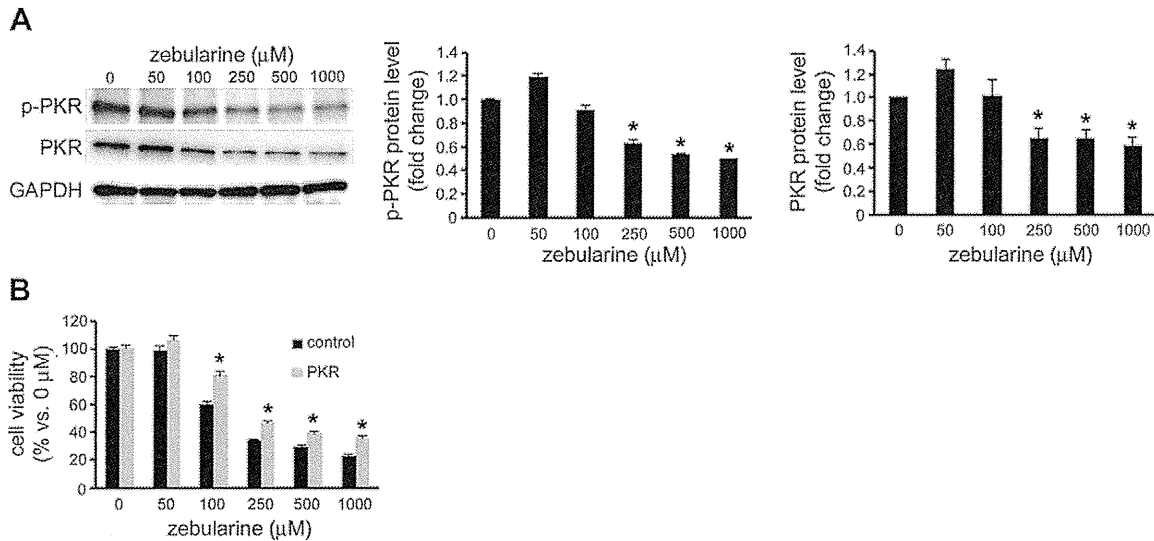 A
zebularine (µM)
0 50 100 250 500 1000
p-PKR
PKR
GAPDH
p-PKR protein level
(fold change)
1.4
1.2
1.0
0.8
0.6
0.4
0.2
0
* * *
0 50 100 250 500 1000
zebularine (µM)
PKR protein level
(fold change)
1.4
1.2
1.0
0.8
0.6
0.4
1.2
0
* * *
0 50 100 250 500 1000
zebularine (µM)
B
cell viability
(% vs. 0 µM)
120
100
80
60
40
20
0
control
PKR
* * * *
0 50 100 250 500 1000
zebularine (µM)